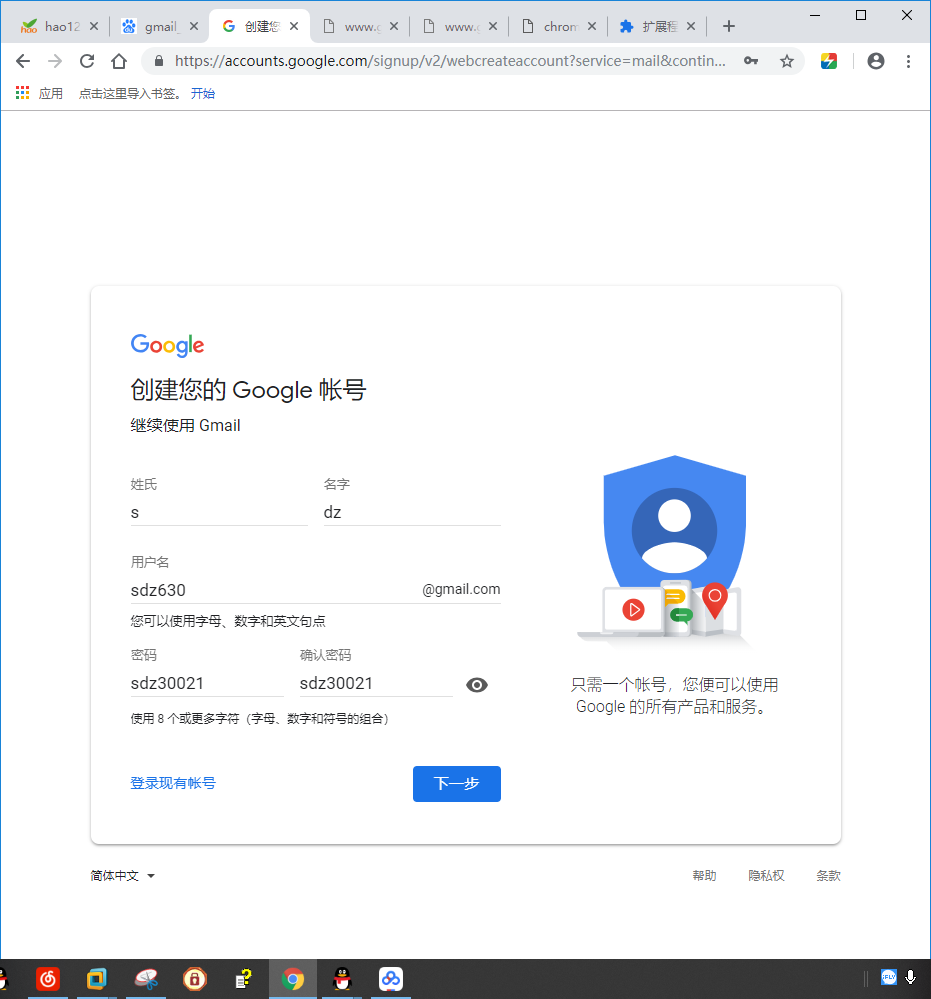 hao12
gmail_
创建您
www.g
www.g
chrom
扩展程
https://accounts.google.com/signup/v2/webcreateaccount?service=mail&contin...
应用 点击这里导入书签。 开始
Google
创建您的 Google 帐号
继续使用 Gmail
姓氏 名字
s dz
用户名
sdz630 @gmail.com
您可以使用字母、数字和英文句点
密码 确认密码
sdz30021 sdz30021
使用 8 个或更多字符（字母、数字和符号的组合）
只需一个帐号，您便可以使用
Google 的所有产品和服务。
登录现有帐号 下一步
简体中文 帮助 隐私权 条款
iFLY